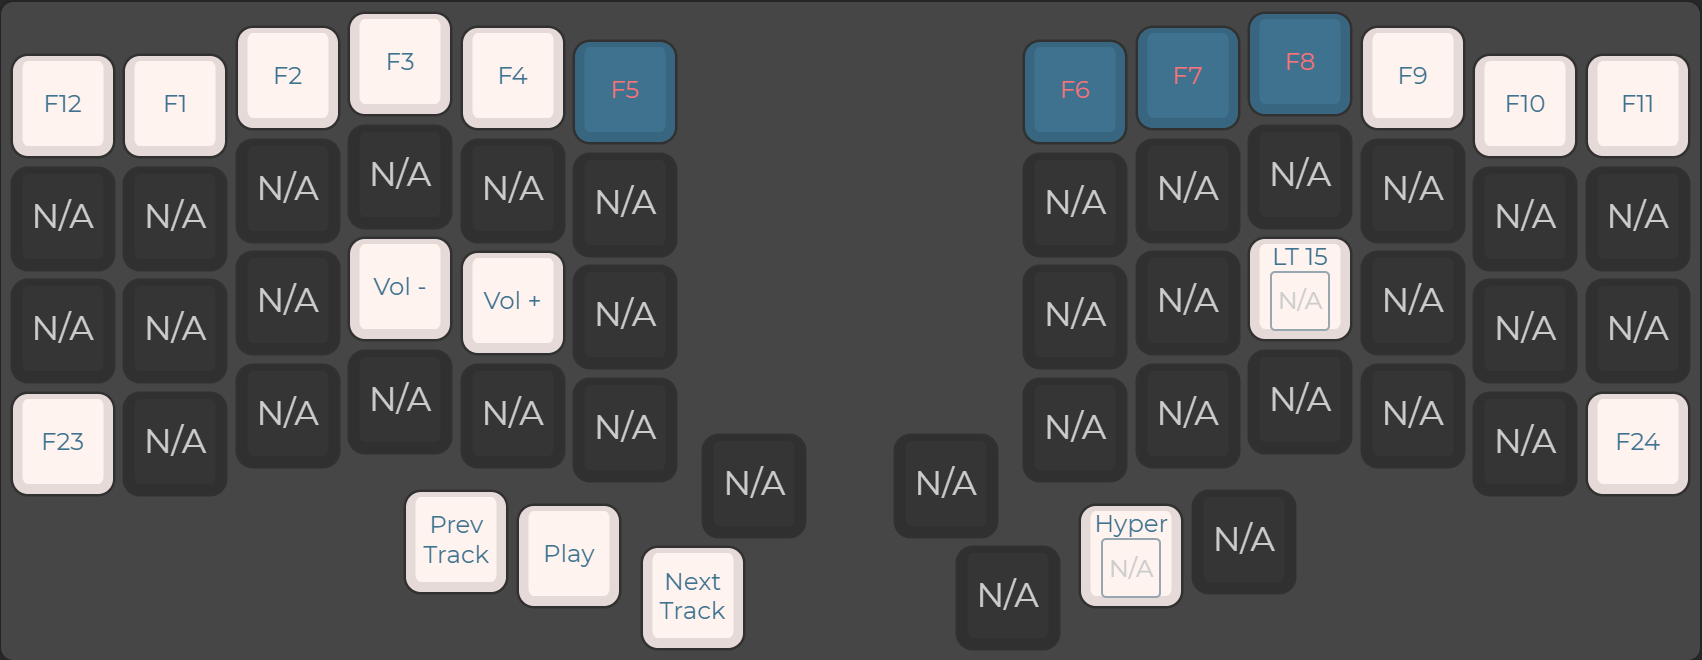 F12 F1 F2 F3 F4 F5 F6 F7 F8 F9 F10 F11
N/A N/A N/A N/A N/A N/A N/A N/A N/A N/A N/A N/A
N/A N/A N/A Vol - Vol + N/A N/A N/A LT 15 N/A N/A N/A
N/A
F23 N/A N/A N/A N/A N/A N/A N/A N/A N/A N/A F24
N/A N/A
Prev
Track
Play
Next
Track
N/A
Hyper
N/A
N/A